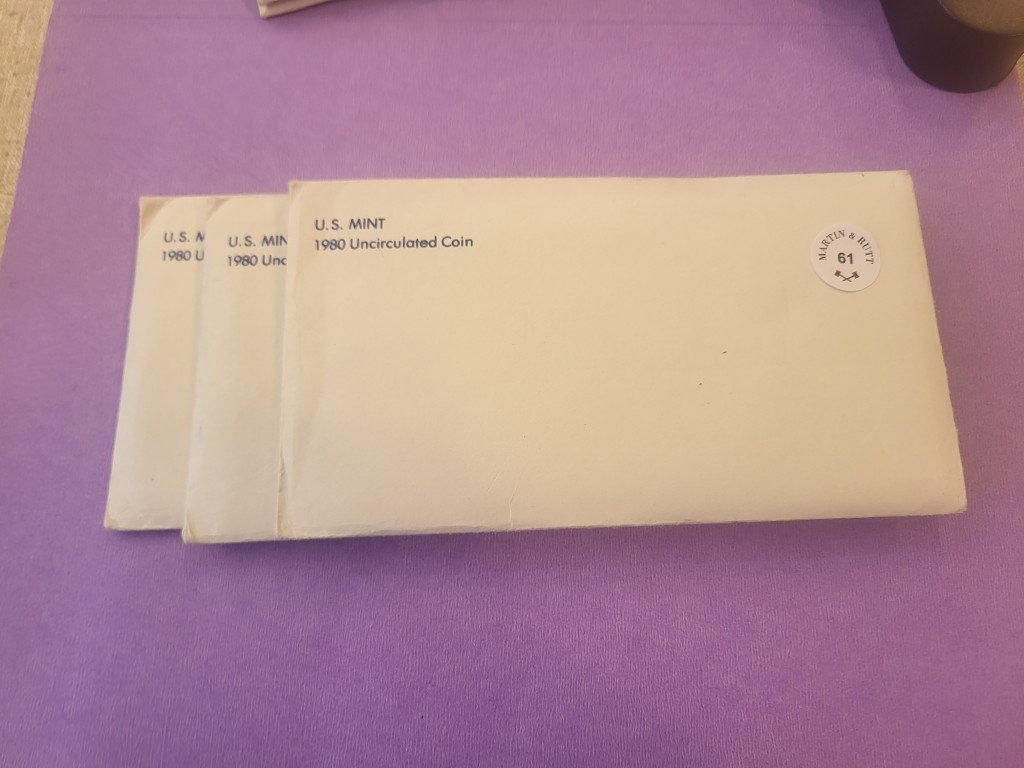 U.S. M
1980 U
U.S. MIN
1980 Unc
U.S. MINT
1980 Uncirculated Coin
MARTIN & RUTT
61